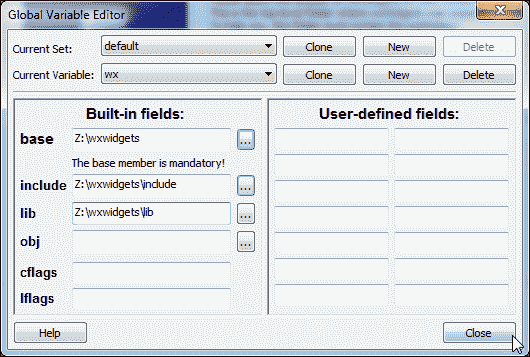 Global Variable Editor
Current Set: default Clone New Delete
Current Variable: wx Clone New Delete
Built-in fields: User-defined fields:
base Z:\wxwidgets ...
The base member is mandatory!
include Z:\wxwidgets\include ...
lib Z:\wxwidgets\lib ...
obj ...
cflags
lflags
Help Close